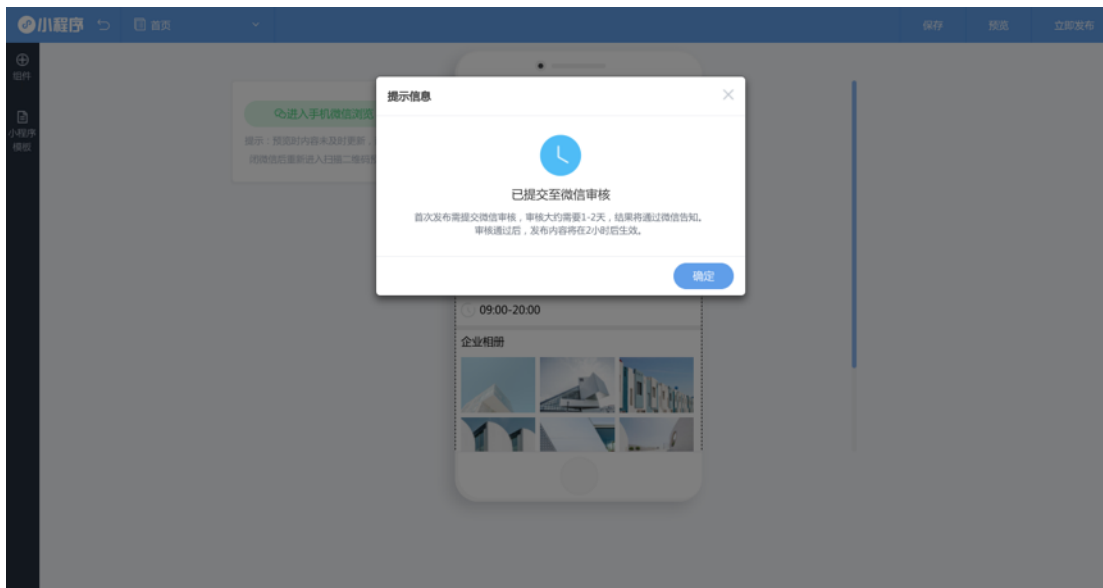 小程序
首页
保存
预览
立即发布
组件
小程序
模板
进入手机微信浏览
提示：预览时内容未及时更新，
闭微信后重新进入扫描二维码
提示信息
已提交至微信审核
首次发布需提交微信审核，审核大约需要1-2天，结果将通过微信告知。
审核通过后，发布内容将在2小时后生效。
确定
09:00-20:00
企业相册